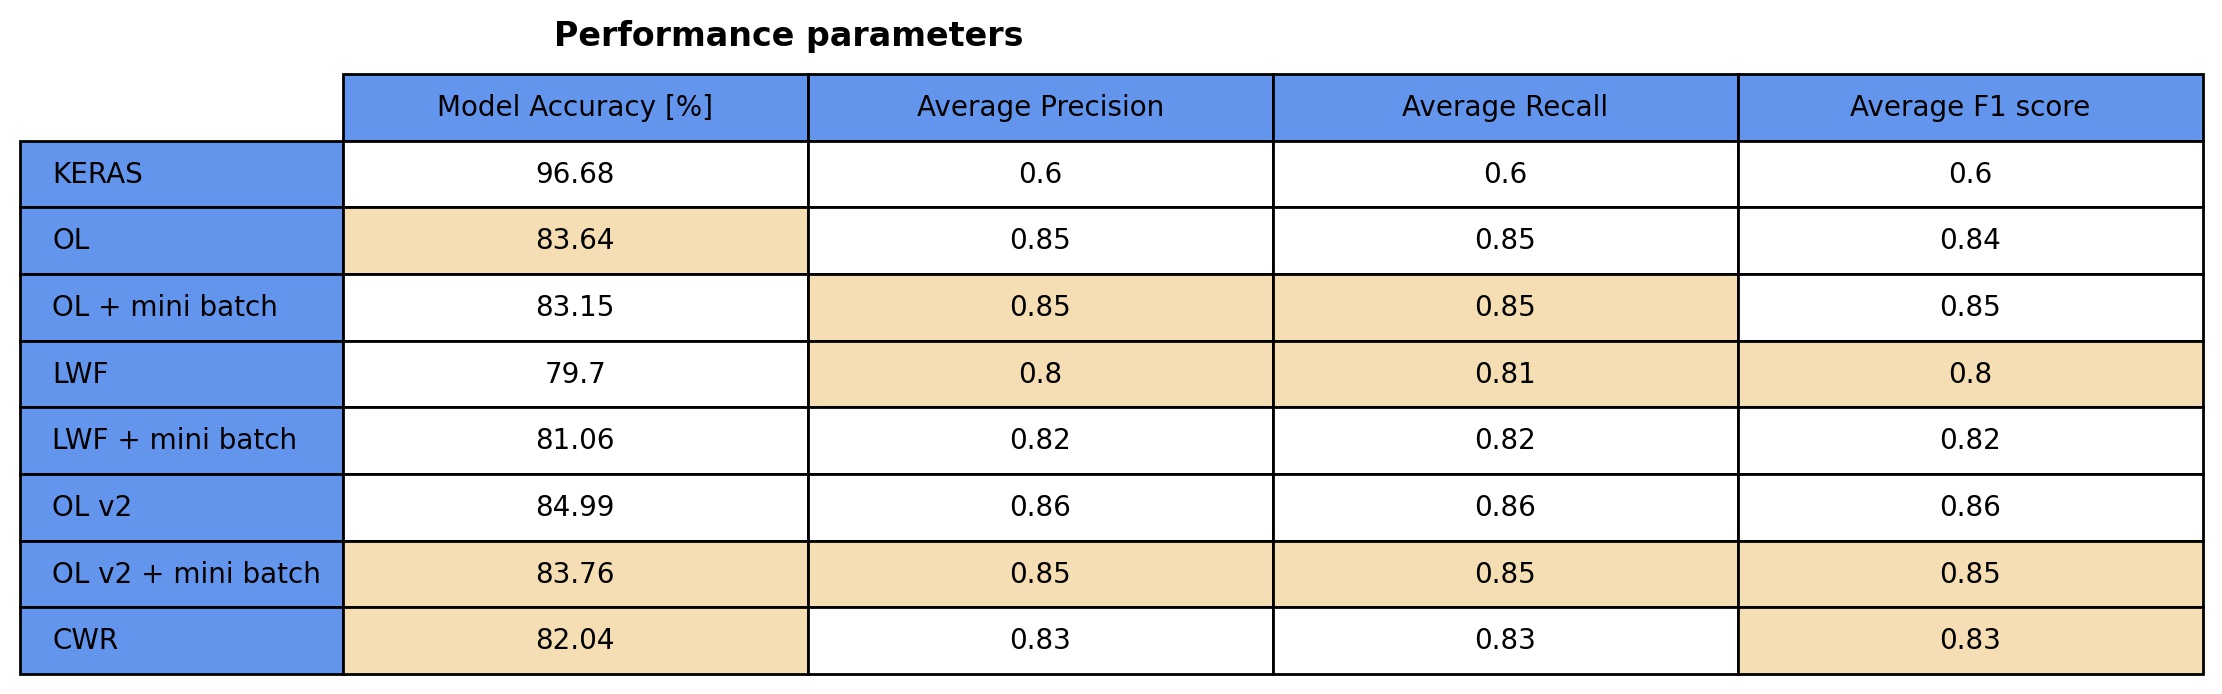 Performance parameters
Model Accuracy [%] Average Precision Average Recall Average F1 score
KERAS 96.68 0.6 0.6 0.6
OL 83.64 0.85 0.85 0.84
OL + mini batch 83.15 0.85 0.85 0.85
LWF 79.7 0.8 0.81 0.8
LWF + mini batch 81.06 0.82 0.82 0.82
OL v2 84.99 0.86 0.86 0.86
OL v2 + mini batch 83.76 0.85 0.85 0.85
CWR 82.04 0.83 0.83 0.83